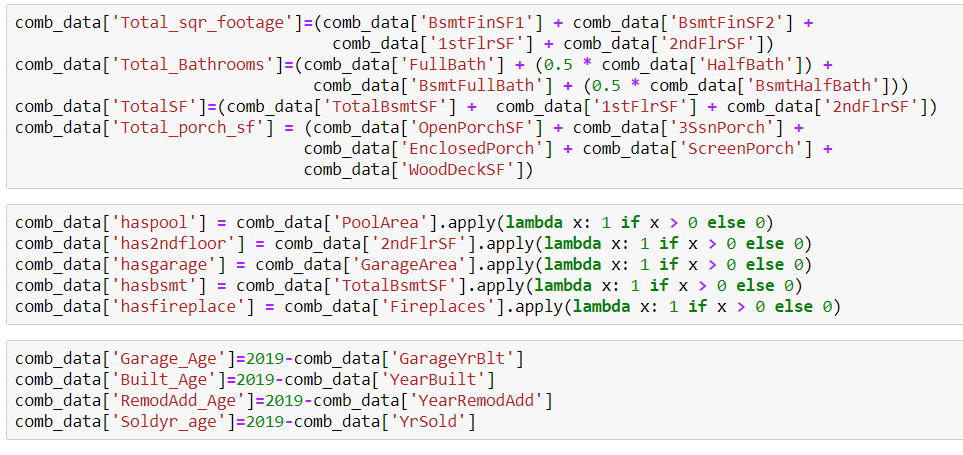 comb_data['Total_sqr_footage']=(comb_data['BsmtFinSF1'] + comb_data['BsmtFinSF2'] +
                                 comb_data['1stFlrSF'] + comb_data['2ndFlrSF'])
comb_data['Total_Bathrooms']=(comb_data['FullBath'] + (0.5 * comb_data['HalfBath']) +
                               comb_data['BsmtFullBath'] + (0.5 * comb_data['BsmtHalfBath']))
comb_data['TotalSF']=(comb_data['TotalBsmtSF'] +  comb_data['1stFlrSF'] + comb_data['2ndFlrSF'])
comb_data['Total_porch_sf'] = (comb_data['OpenPorchSF'] + comb_data['3SsnPorch'] +
                              comb_data['EnclosedPorch'] + comb_data['ScreenPorch'] +
                              comb_data['WoodDeckSF'])
comb_data['haspool'] = comb_data['PoolArea'].apply(lambda x: 1 if x > 0 else 0)
comb_data['has2ndfloor'] = comb_data['2ndFlrSF'].apply(lambda x: 1 if x > 0 else 0)
comb_data['hasgarage'] = comb_data['GarageArea'].apply(lambda x: 1 if x > 0 else 0)
comb_data['hasbsmt'] = comb_data['TotalBsmtSF'].apply(lambda x: 1 if x > 0 else 0)
comb_data['hasfireplace'] = comb_data['Fireplaces'].apply(lambda x: 1 if x > 0 else 0)
comb_data['Garage_Age']=2019-comb_data['GarageYrBlt']
comb_data['Built_Age']=2019-comb_data['YearBuilt']
comb_data['RemodAdd_Age']=2019-comb_data['YearRemodAdd']
comb_data['Soldyr_age']=2019-comb_data['YrSold']